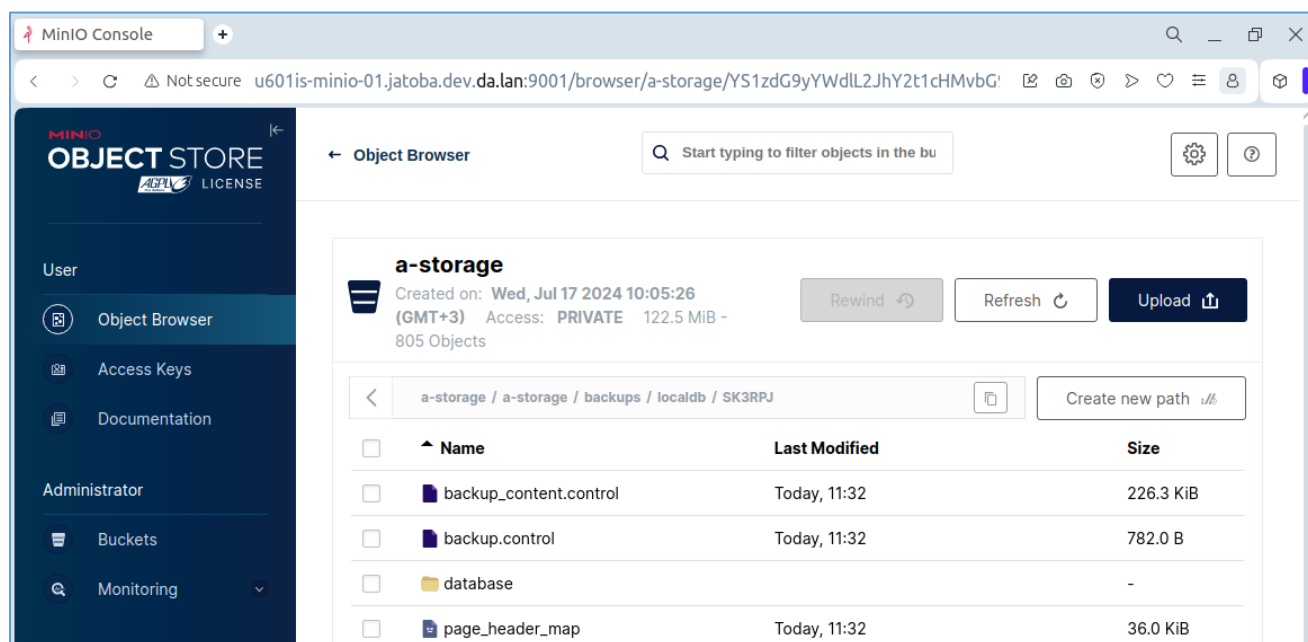 MinIO Console
Not secure u601is-minio-01.jatoba.dev.da.lan:9001/browser/a-storage/YS1zdG9yYWdlL2JhY2t1cHMvbG
MINIO
OBJECT STORE
AGPLV3 LICENSE
User
Object Browser
Access Keys
Documentation
Administrator
Buckets
Monitoring
← Object Browser
Start typing to filter objects in the bu
a-storage
Created on: Wed, Jul 17 2024 10:05:26
(GMT+3) Access: PRIVATE 122.5 MiB -
805 Objects
Rewind
Refresh
Upload
a-storage / a-storage / backups / localdb / SK3RPJ
Create new path
Name Last Modified Size
backup_content.control Today, 11:32 226.3 KiB
backup.control Today, 11:32 782.0 B
database -
page_header_map Today, 11:32 36.0 KiB